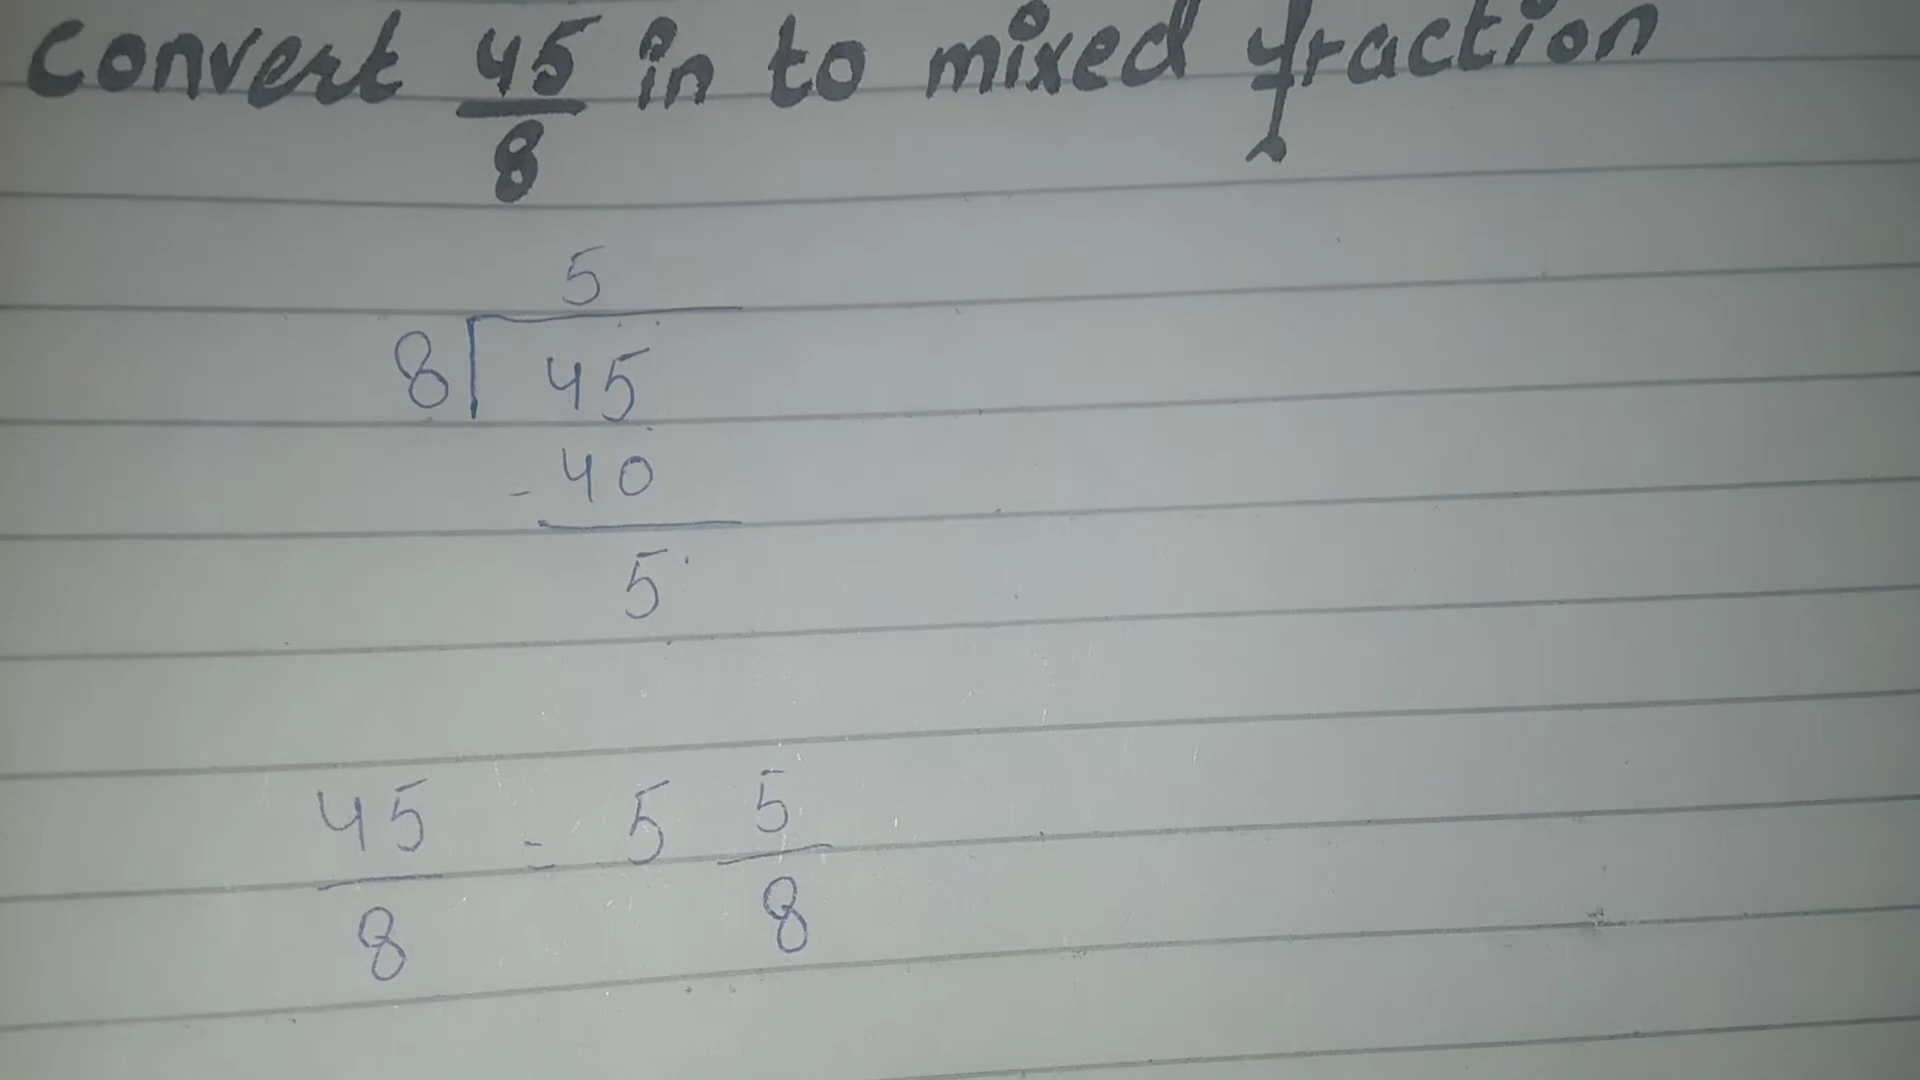 Convert 45/8 in to mixed fraction
5
8 45
- 40
5
45/8 = 5 5/8